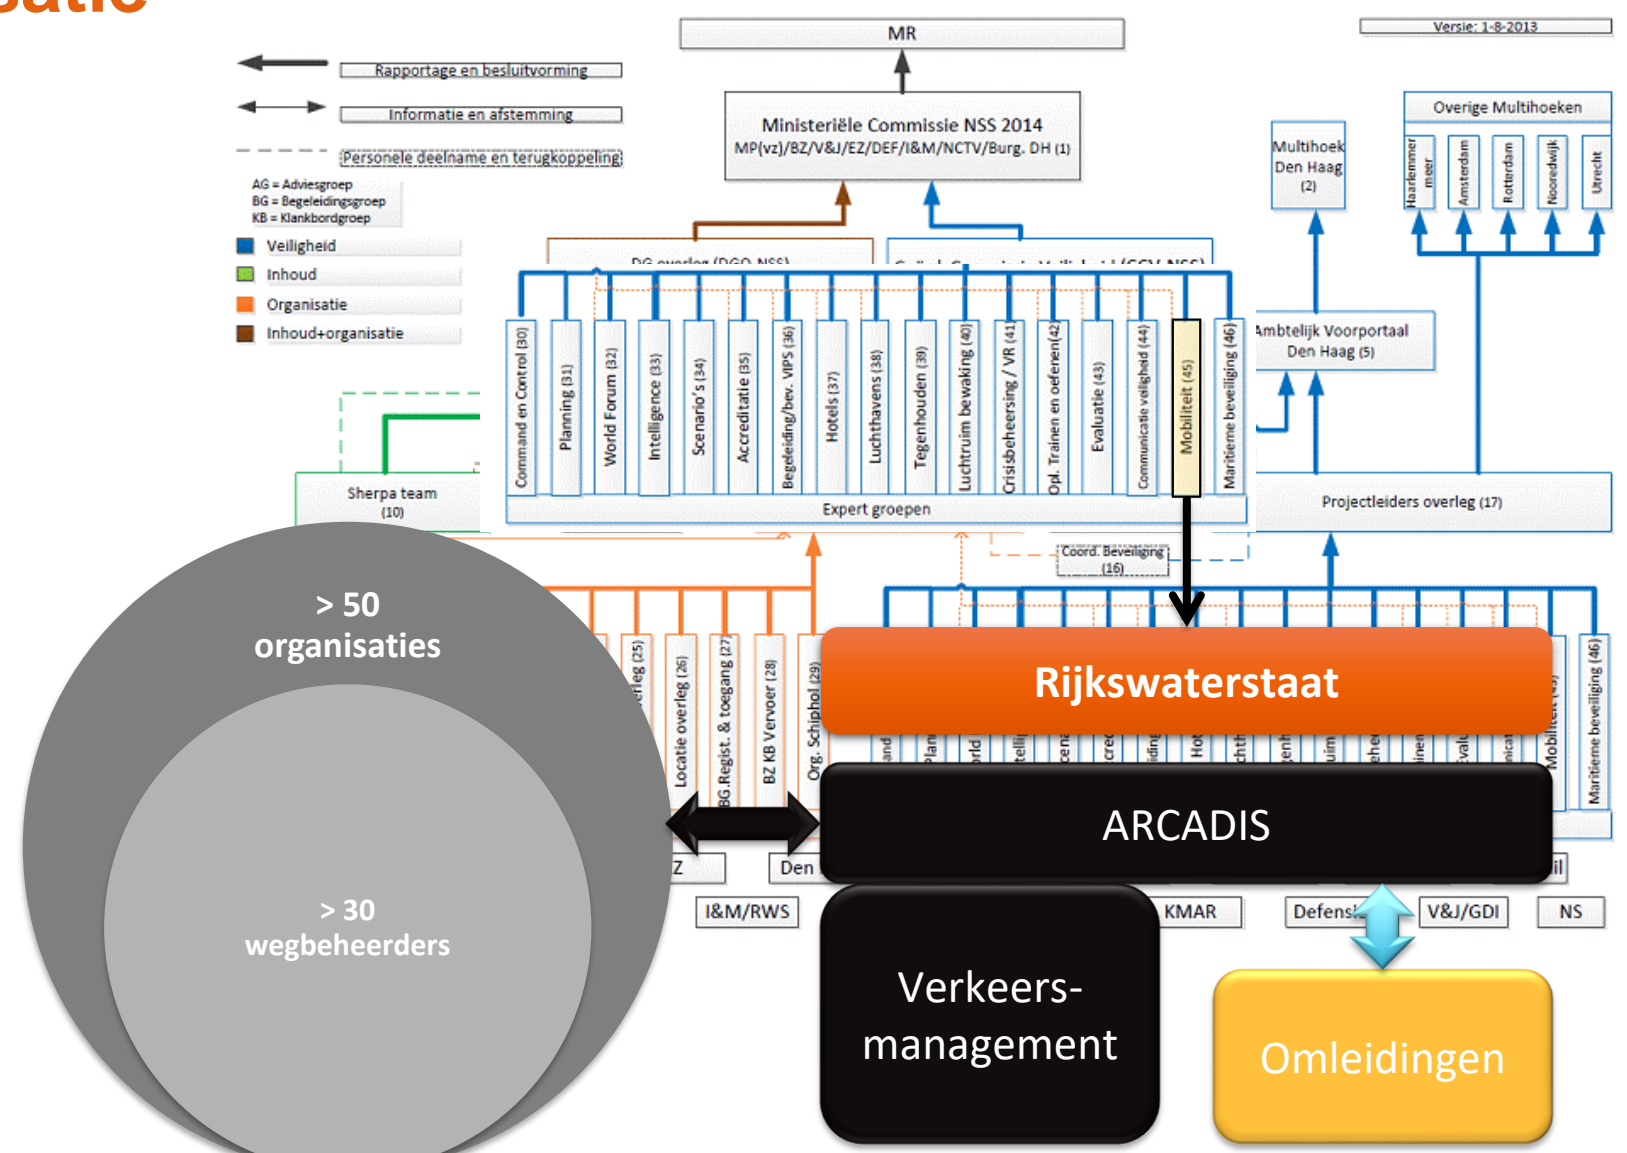 MR
Versie: 1-8-2013
Rapportage en besluitvorming
Informatie en afstemming
Personele deelname en terugkoppeling
AG = Adviesgroep
BG = Begeleidingsgroep
KB = Klankbordgroep
Veiligheid
Inhoud
Organisatie
Inhoud+organisatie
Ministeriële Commissie NSS 2014
MP(vz)/BZ/V&J/EZ/DEF/I&M/NCTV/Burg. DH (1)
Multihoek
Den Haag
(2)
Overige Multihoeken
Haarlemmer
meer
Amsterdam
Rotterdam
Nooredwijk
Utrecht
Command en Control (30)
Planning (31)
World Forum (32)
Intelligence (33)
Scenario's (34)
Accreditatie (35)
Begeleiding/bev. VIPS (36)
Hotels (37)
Luchthavens (38)
Tegenhouden (39)
Luchtruim bewaking (40)
Crisisbeheersing / VR (41)
Opl. Trainen en oefenen(42)
Evaluatie (43)
Communicatie veiligheid (44)
Mobiliteit (45)
Maritieme beveiliging (46)
Expert groepen
Ambtelijk Voorportaal
Den Haag (5)
Sherpa team
(10)
Projectleiders overleg (17)
Coord. Beveiliging
(16)
> 50
organisaties
> 30
wegbeheerders
Locatie overleg (26)
BG.Regist. & toegang (27)
BZ KB Vervoer (28)
Org. Schiphol (29)
Maritieme beveiliging (46)
Rijkswaterstaat
ARCADIS
Den
I&M/RWS
KMAR
V&J/GDI
NS
Verkeers-
management
Omleidingen